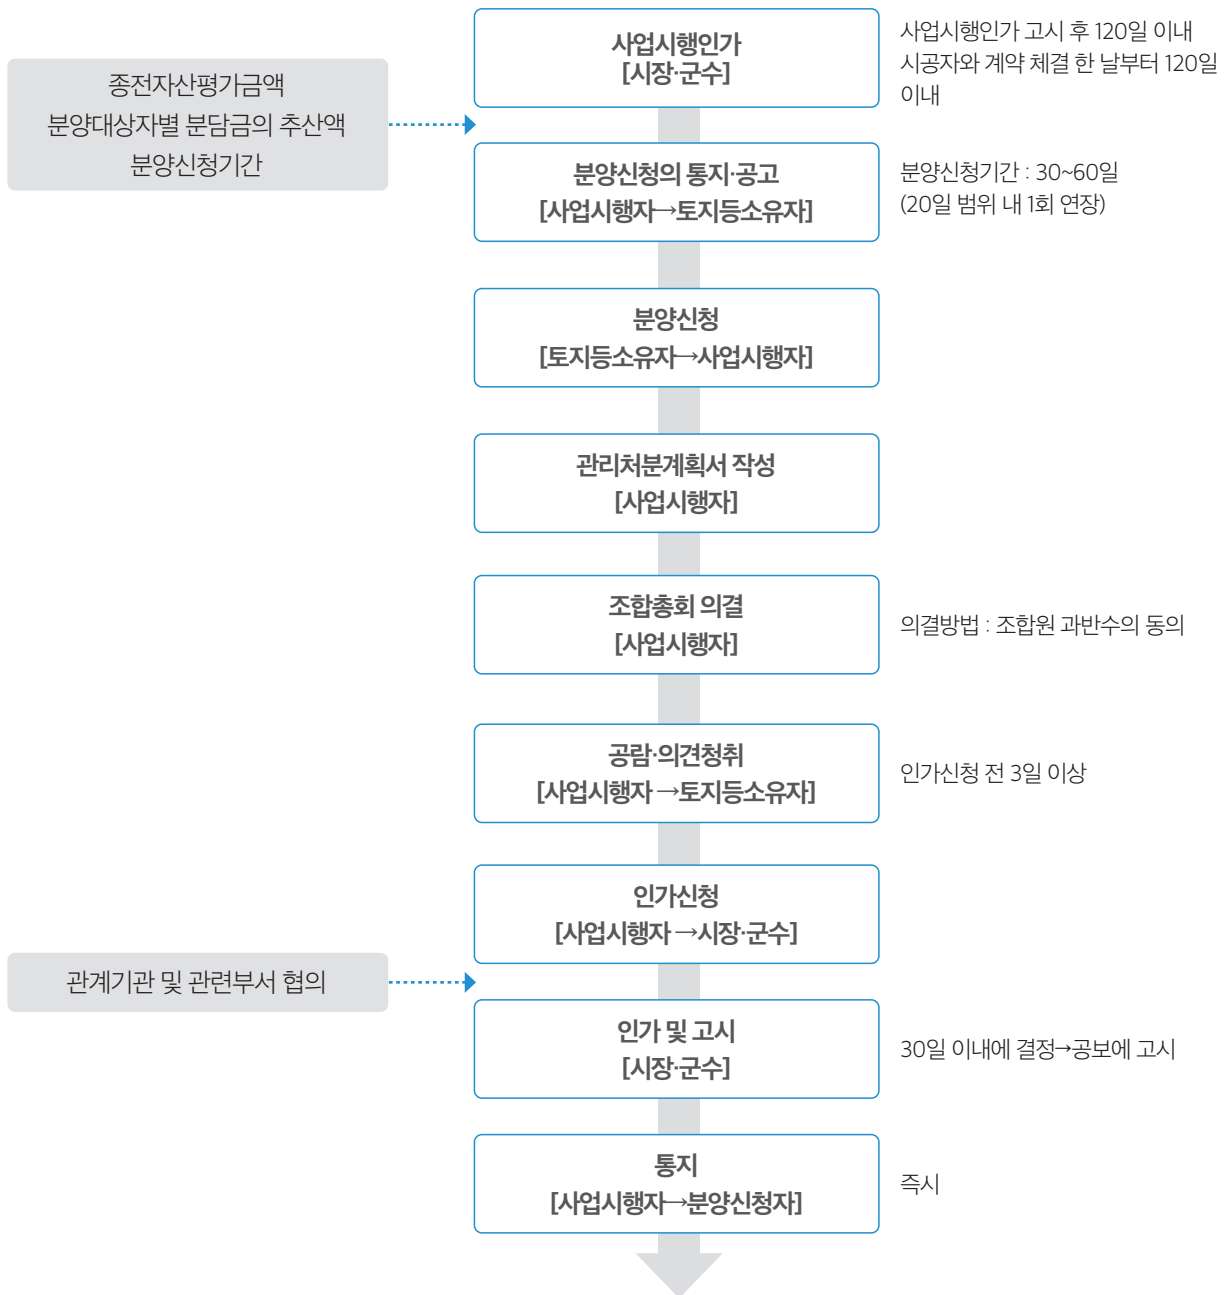 사업시행인가
[시장·군수]
사업시행인가 고시 후 120일 이내
시공자와 계약 체결 한 날부터 120일
이내
종전자산평가금액
분양대상자별 분담금의 추산액
분양신청기간
분양신청의 통지·공고
[사업시행자→토지등소유자]
분양신청기간 : 30~60일
(20일 범위 내 1회 연장)
분양신청
[토지등소유자→사업시행자]
관리처분계획서 작성
[사업시행자]
조합총회 의결
[사업시행자]
의결방법 : 조합원 과반수의 동의
공람·의견청취
[사업시행자 →토지등소유자]
인가신청 전 3일 이상
인가신청
[사업시행자 →시장·군수]
관계기관 및 관련부서 협의
인가 및 고시
[시장·군수]
30일 이내에 결정→공보에 고시
통지
[사업시행자→분양신청자]
즉시